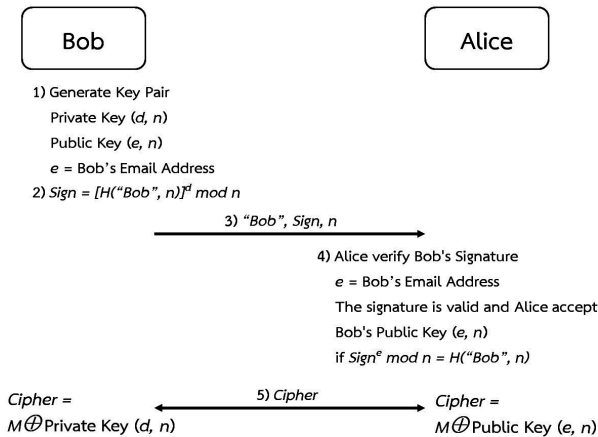 Bob
Alice
1) Generate Key Pair
Private Key (d, n)
Public Key (e, n)
e = Bob's Email Address
2) Sign = [H("Bob", n)]^d mod n
3) "Bob", Sign, n
4) Alice verify Bob's Signature
e = Bob's Email Address
The signature is valid and Alice accept
Bob's Public Key (e, n)
if Sign^e mod n = H("Bob", n)
5) Cipher
Cipher =
M⊕Private Key (d, n)
Cipher =
M⊕Public Key (e, n)